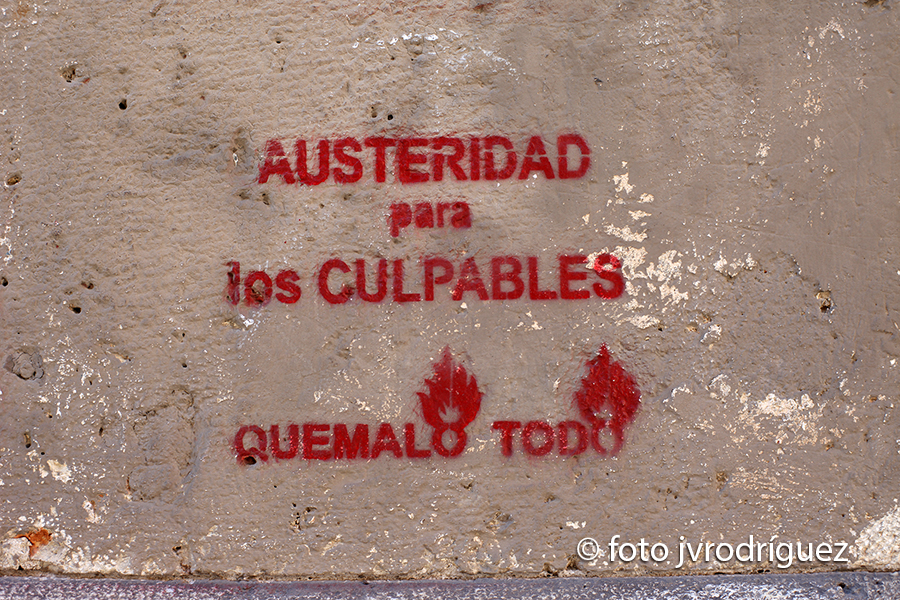 AUSTERIDAD
para
los CULPABLES
QUEMALO TODO
© foto jvrodríguez